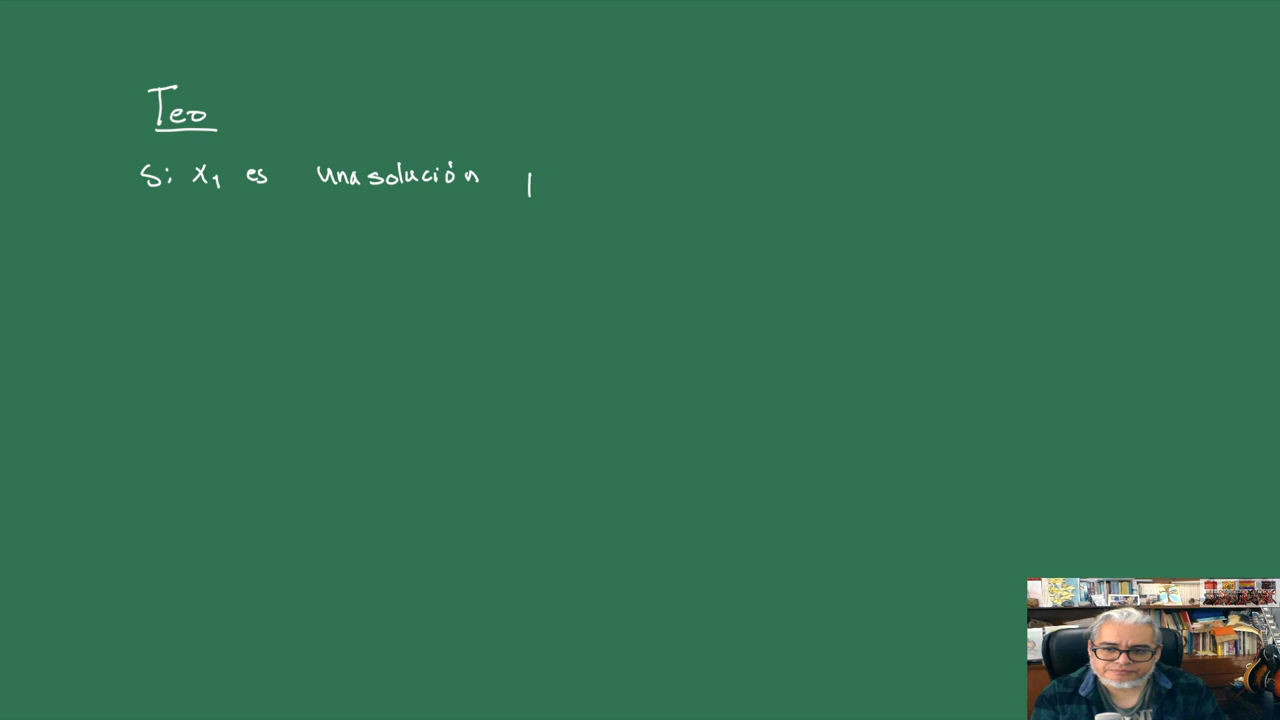 Teo
Si x₁ es una solución